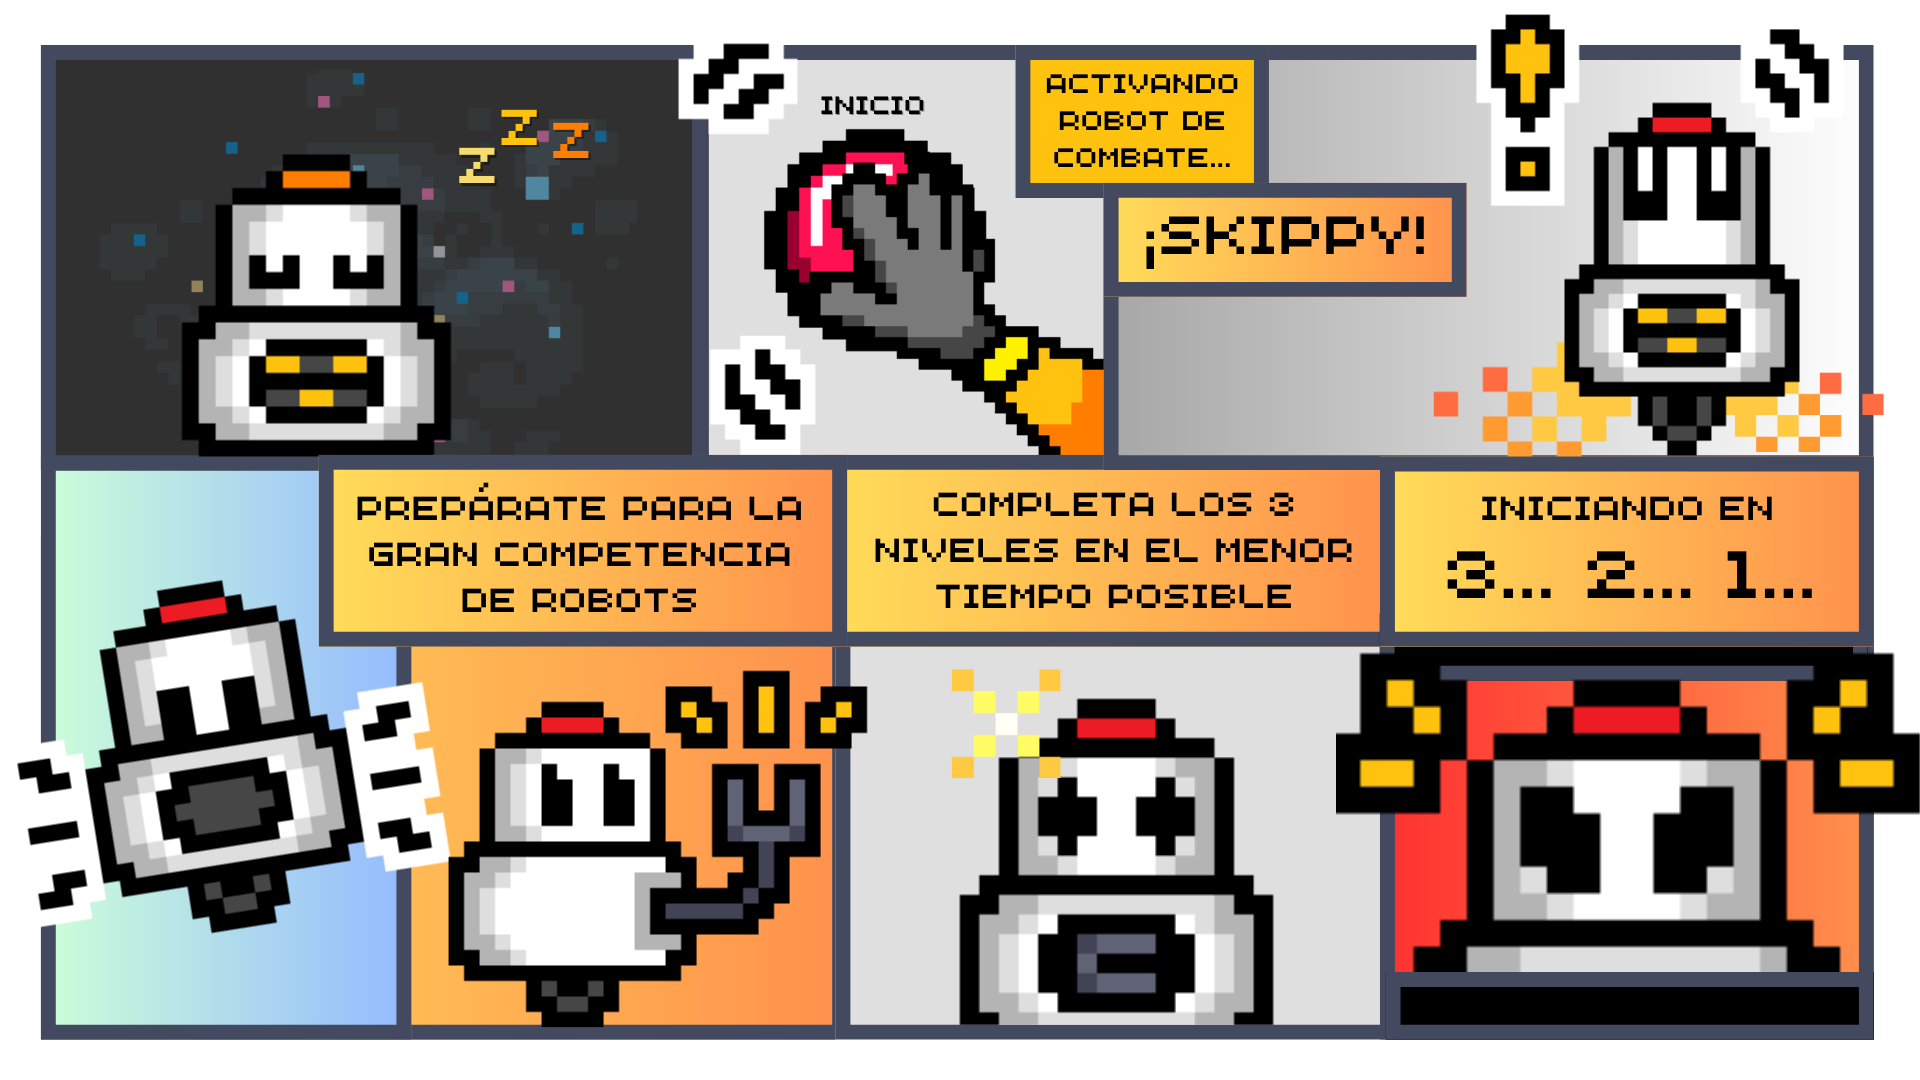 Z Z Z
INICIO
ACTIVANDO
ROBOT DE
COMBATE...
¡SKIPPY!
PREPÁRATE PARA LA
GRAN COMPETENCIA
DE ROBOTS
COMPLETA LOS 3
NIVELES EN EL MENOR
TIEMPO POSIBLE
INICIANDO EN
3... 2... 1...